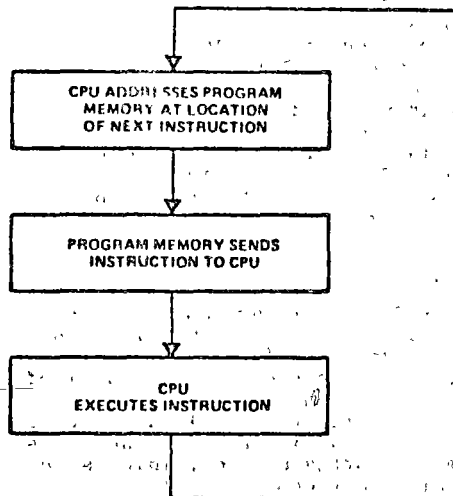 CPU ADDRESSES PROGRAM
MEMORY AT LOCATION
OF NEXT INSTRUCTION
PROGRAM MEMORY SENDS
INSTRUCTION TO CPU
CPU
EXECUTES INSTRUCTION